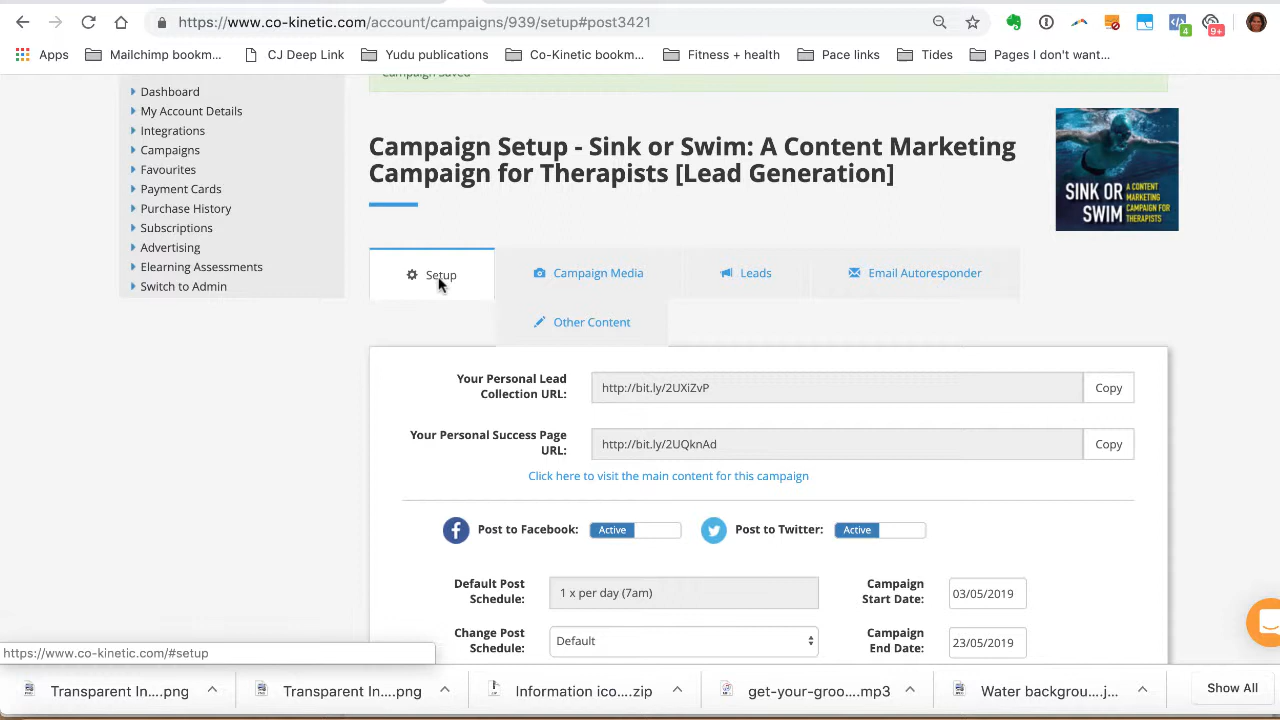 https://www.co-kinetic.com/account/campaigns/939/setup#post3421
4
9+
Apps
Mailchimp bookm...
CJ Deep Link
Yudu publications
Co-Kinetic bookm...
Fitness + health
Pace links
Tides
Pages I don't want...
Campaign Saved
Dashboard
My Account Details
Integrations
Campaigns
Favourites
Payment Cards
Purchase History
Subscriptions
Advertising
Elearning Assessments
Switch to Admin
Campaign Setup - Sink or Swim: A Content Marketing
Campaign for Therapists [Lead Generation]
SINK OR SWIM
A CONTENT MARKETING CAMPAIGN FOR THERAPISTS
Setup
Campaign Media
Leads
Email Autoresponder
Other Content
Your Personal Lead
Collection URL:
http://bit.ly/2UXiZvP
Copy
Your Personal Success Page
URL:
http://bit.ly/2UQknAd
Copy
Click here to visit the main content for this campaign
Post to Facebook:
Active
Post to Twitter:
Active
Default Post
Schedule:
1 x per day (7am)
Campaign
Start Date:
03/05/2019
Change Post
Schedule:
Default
Campaign
End Date:
23/05/2019
https://www.co-kinetic.com/#setup
Transparent In....png
Transparent In....png
Information ico....zip
get-your-groo....mp3
Water backgrou....j...
Show All